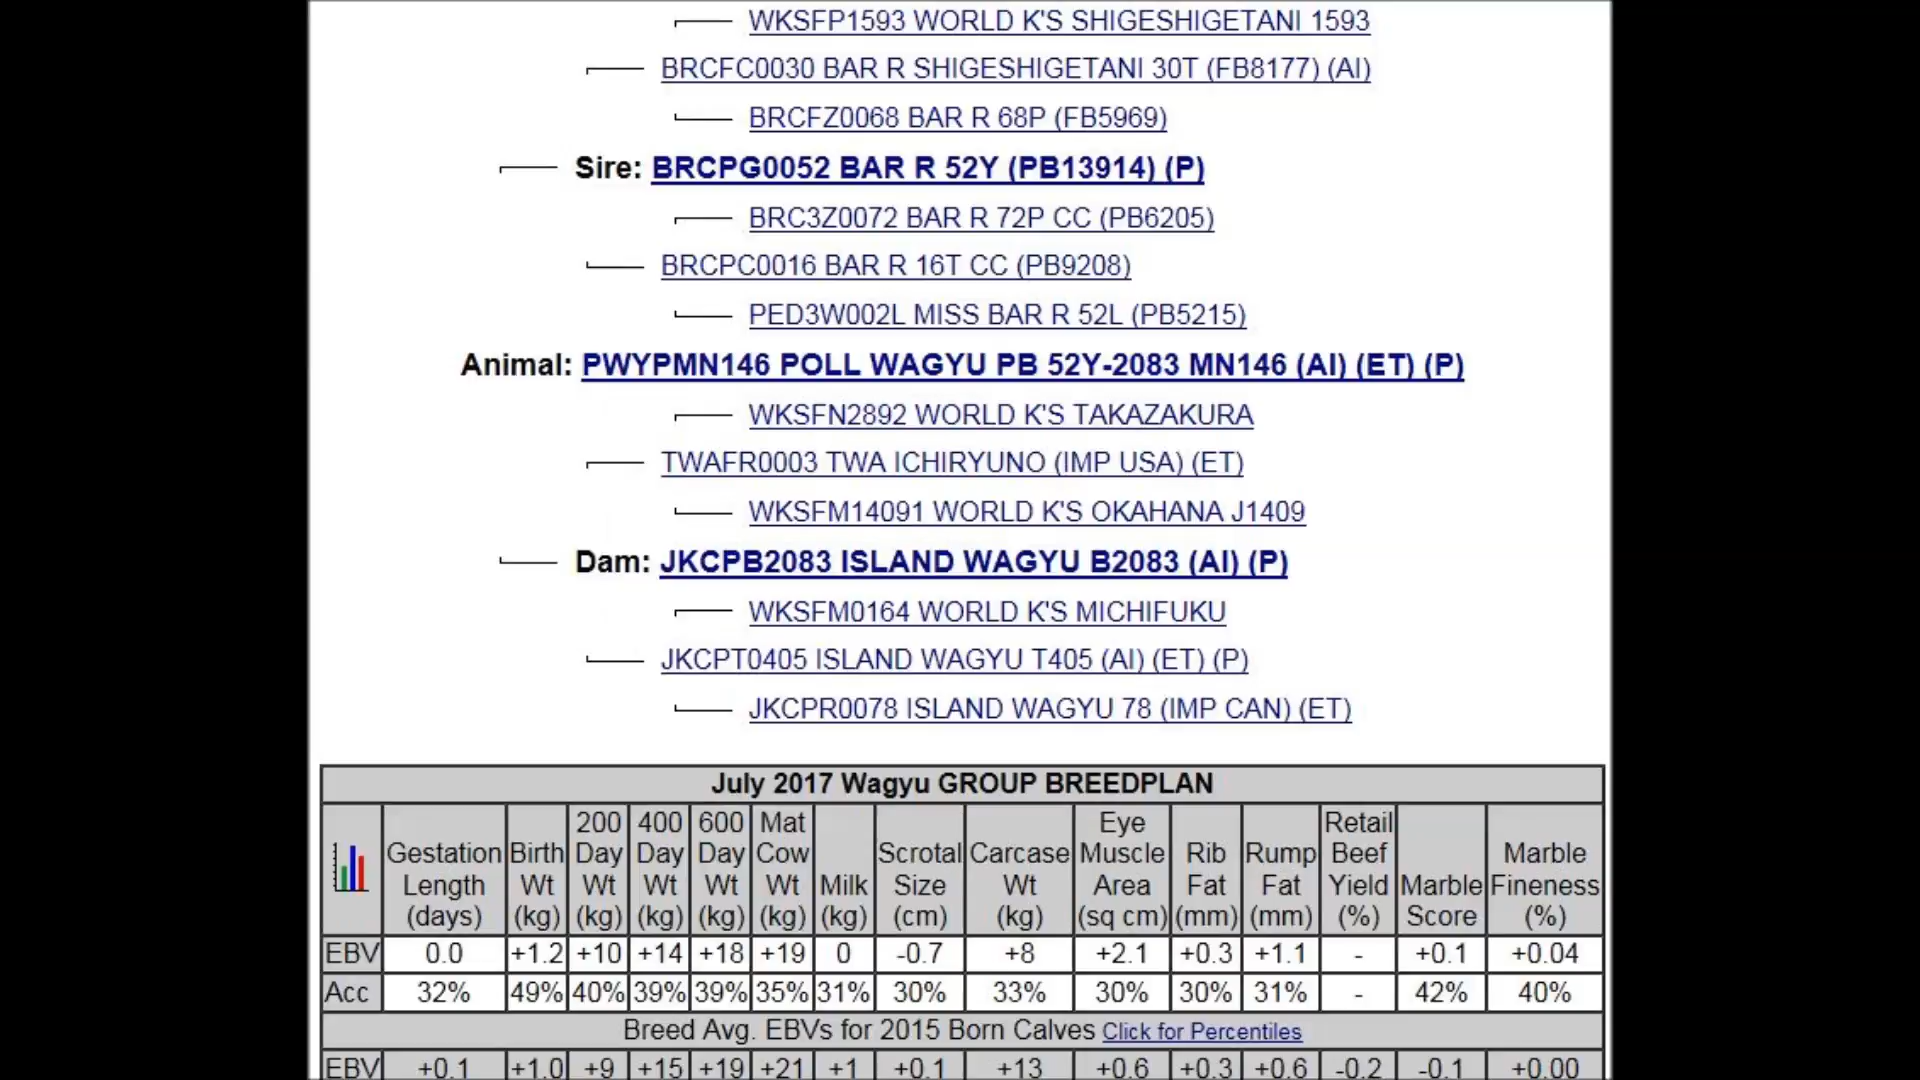 WKSFP1593 WORLD K'S SHIGESHIGETANI 1593
BRCFC0030 BAR R SHIGESHIGETANI 30T (FB8177) (AI)
BRCFZ0068 BAR R 68P (FB5969)
Sire: BRCPG0052 BAR R 52Y (PB13914) (P)
BRC3Z0072 BAR R 72P CC (PB6205)
BRCPC0016 BAR R 16T CC (PB9208)
PED3W002L MISS BAR R 52L (PB5215)
Animal: PWYPMN146 POLL WAGYU PB 52Y-2083 MN146 (AI) (ET) (P)
WKSFN2892 WORLD K'S TAKAZAKURA
TWAFR0003 TWA ICHIRYUNO (IMP USA) (ET)
WKSFM14091 WORLD K'S OKAHANA J1409
Dam: JKCPB2083 ISLAND WAGYU B2083 (AI) (P)
WKSFM0164 WORLD K'S MICHIFUKU
JKCPT0405 ISLAND WAGYU T405 (AI) (ET) (P)
JKCPR0078 ISLAND WAGYU 78 (IMP CAN) (ET)
July 2017 Wagyu GROUP BREEDPLAN
200 400 600 Mat Eye Retail
Gestation Birth Day Day Day Cow Scrotal Carcase Muscle Rib Rump Beef Marble
Length Wt Wt Wt Wt Wt Milk Size Wt Area Fat Fat Yield Marble Fineness
(days) (kg) (kg) (kg) (kg) (kg) (kg) (cm) (kg) (sq cm) (mm) (mm) (%) Score (%)
EBV 0.0 +1.2 +10 +14 +18 +19 0 -0.7 +8 +2.1 +0.3 +1.1 - +0.1 +0.04
Acc 32% 49% 40% 39% 39% 35% 31% 30% 33% 30% 30% 31% - 42% 40%
Breed Avg. EBVs for 2015 Born Calves Click for Percentiles
EBV +0.1 +1.0 +9 +15 +19 +21 +1 +0.1 +13 +0.6 +0.3 +0.6 -0.2 -0.1 +0.00